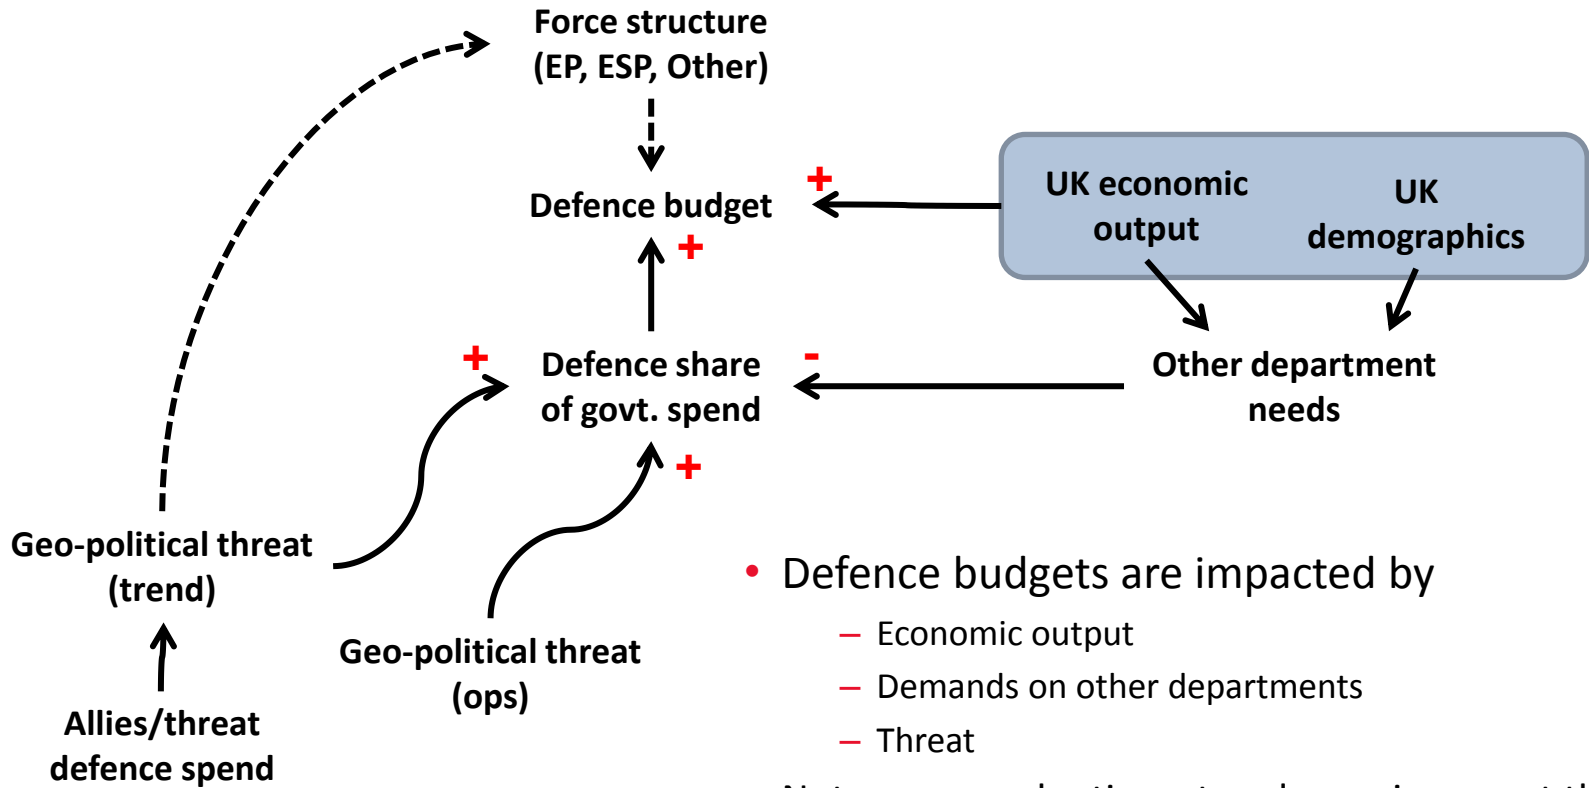 Force structure
(EP, ESP, Other)
Defence budget
+
+
UK economic
output
UK
demographics
+
Defence share
of govt. spend
-
+
Other department
needs
Geo-political threat
(trend)
Geo-political threat
(ops)
Allies/threat
defence spend
• Defence budgets are impacted by
– Economic output
– Demands on other departments
– Threat